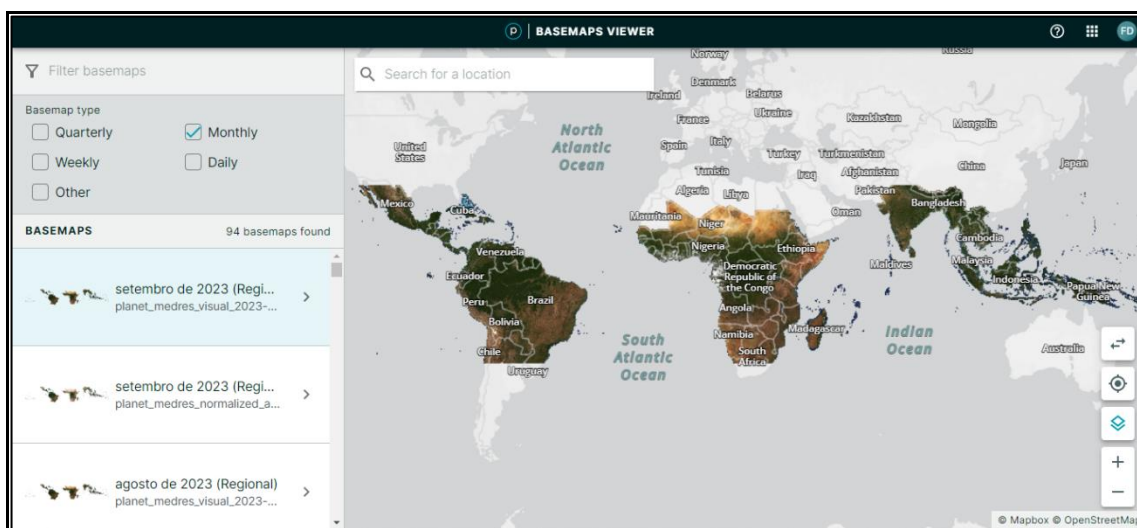 BASEMAPS VIEWER
FD
Filter basemaps
Basemap type
Quarterly
Monthly
Weekly
Daily
Other
BASEMAPS
94 basemaps found
setembro de 2023 (Regi...
planet_medres_visual_2023-...
setembro de 2023 (Regi...
planet_medres_normalized_a...
agosto de 2023 (Regional)
planet_medres_visual_2023-...
Search for a location
Norway
Russia
Denmark
Ireland
Belarus
Ukraine
France
Kazakhstan
Mongolia
North
Atlantic
Ocean
United
States
Spain
Italy
Turkey
Turkmenistan
China
Japan
Tunisia
Iraq
Afghanistan
Algeria
Libya
Pakistan
Mexico
Cuba
Mauritania
Niger
Oman
Bangladesh
Venezuela
Nigeria
Ethiopia
Cambodia
Ecuador
Democratic
Republic of
the Congo
Maldives
Malaysia
Indonesia
Papua New
Guinea
Peru
Brazil
Angola
Bolivia
Namibia
Madagascar
Indian
Ocean
Chile
South
Atlantic
Ocean
South
Africa
Australia
Uruguay
© Mapbox © OpenStreetMap